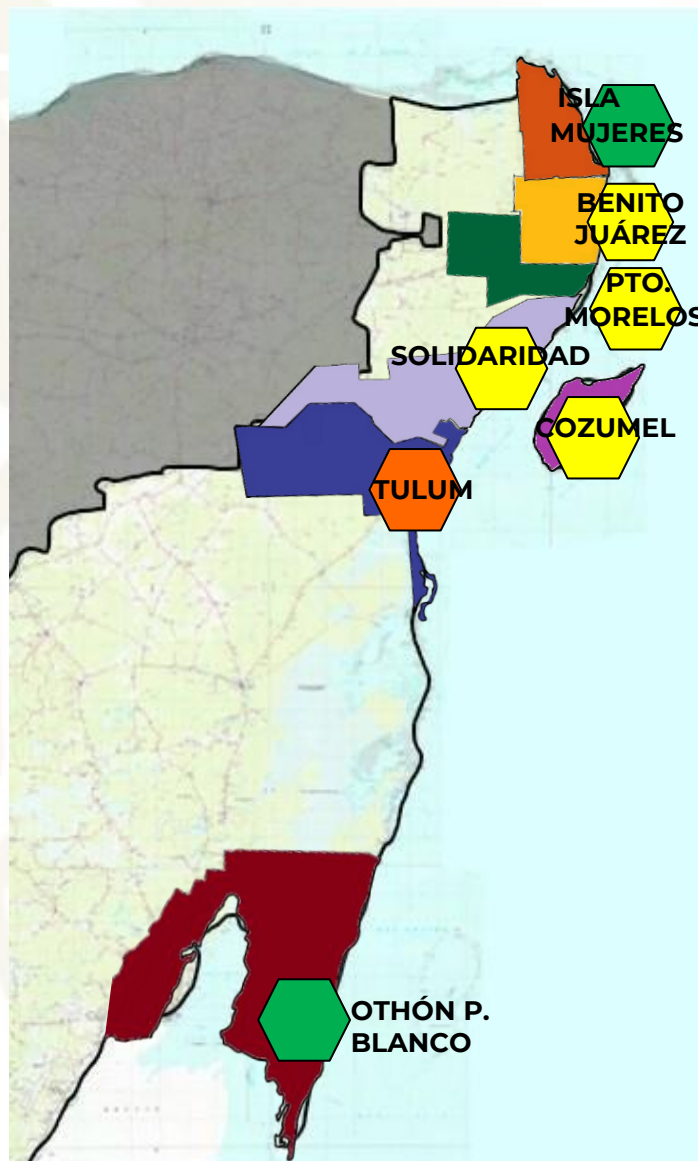 ISLA
MUJERES
BENITO
JUÁREZ
PTO.
MORELOS
SOLIDARIDAD
COZUMEL
TULUM
OTHÓN P.
BLANCO